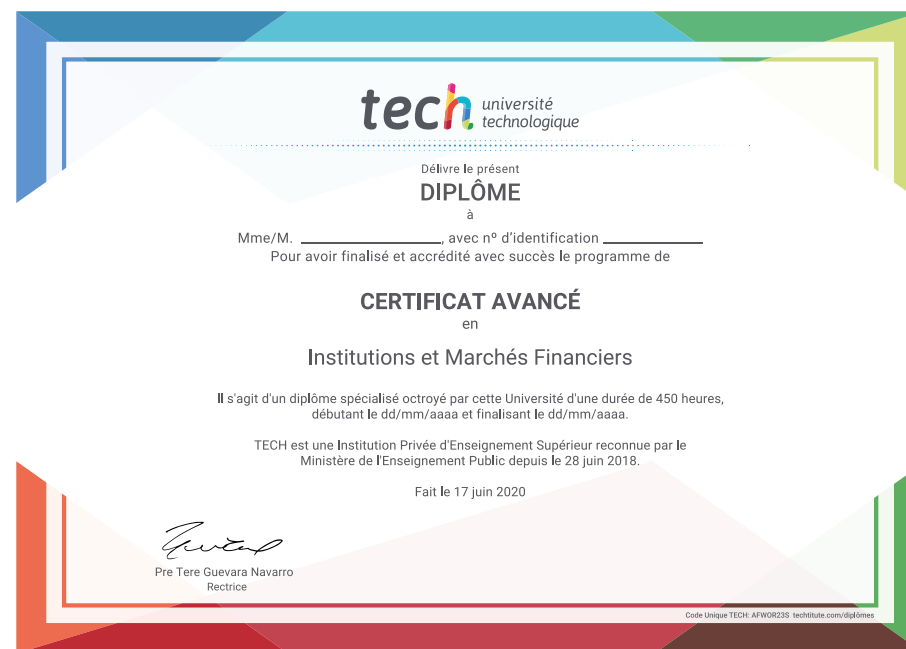 tech université
technologique
Délivre le présent
DIPLÔME
à
Mme/M. ____________________, avec nº d'identification ______________
Pour avoir finalisé et accrédité avec succès le programme de
CERTIFICAT AVANCÉ
en
Institutions et Marchés Financiers
Il s'agit d'un diplôme spécialisé octroyé par cette Université d'une durée de 450 heures,
débutant le dd/mm/aaaa et finalisant le dd/mm/aaaa.
TECH est une Institution Privée d'Enseignement Supérieur reconnue par le
Ministère de l'Enseignement Public depuis le 28 juin 2018.
Fait le 17 juin 2020
Pre Tere Guevara Navarro
Rectrice
Code Unique TECH: AFWOR23S techtitute.com/diplômes